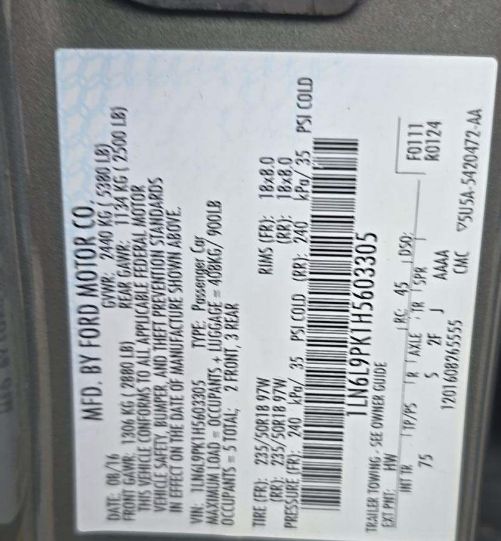 MFD. BY FORD MOTOR CO.
DATE: 08/16 GVWR: 2440 KG ( 5380 LB)
FRONT GAWR: 1306 KG ( 2880 LB) REAR GAWR: 1134 KG ( 2500 LB)
THIS VEHICLE CONFORMS TO ALL APPLICABLE FEDERAL MOTOR
VEHICLE SAFETY, BUMPER, AND THEFT PREVENTION STANDARDS
IN EFFECT ON THE DATE OF MANUFACTURE SHOWN ABOVE.
VIN: 1LN6L9PK1H5603305 TYPE: Passenger Car
MAXIMUM LOAD = OCCUPANTS + LUGGAGE = 408KG/ 900LB
OCCUPANTS = 5 TOTAL; 2 FRONT, 3 REAR
TIRE (FR): 235/50R18 97W RIMS (FR): 18x8.0
(RR): 235/50R18 97W (RR): 18x8.0
PRESSURE (FR): 240 kPa/ 35 PSI COLD (RR): 240 kPa/ 35 PSI COLD
1LN6L9PK1H5603305
TRAILER TOWING - SEE OWNER GUIDE
EXT PNT: HW RC: 45 DSO: F0111
R0124
INT TR TP/PS R AXLE TR SPR
75 S 2F J AAAA
1201608265555 CMC ▽5U5A-5420472-AA